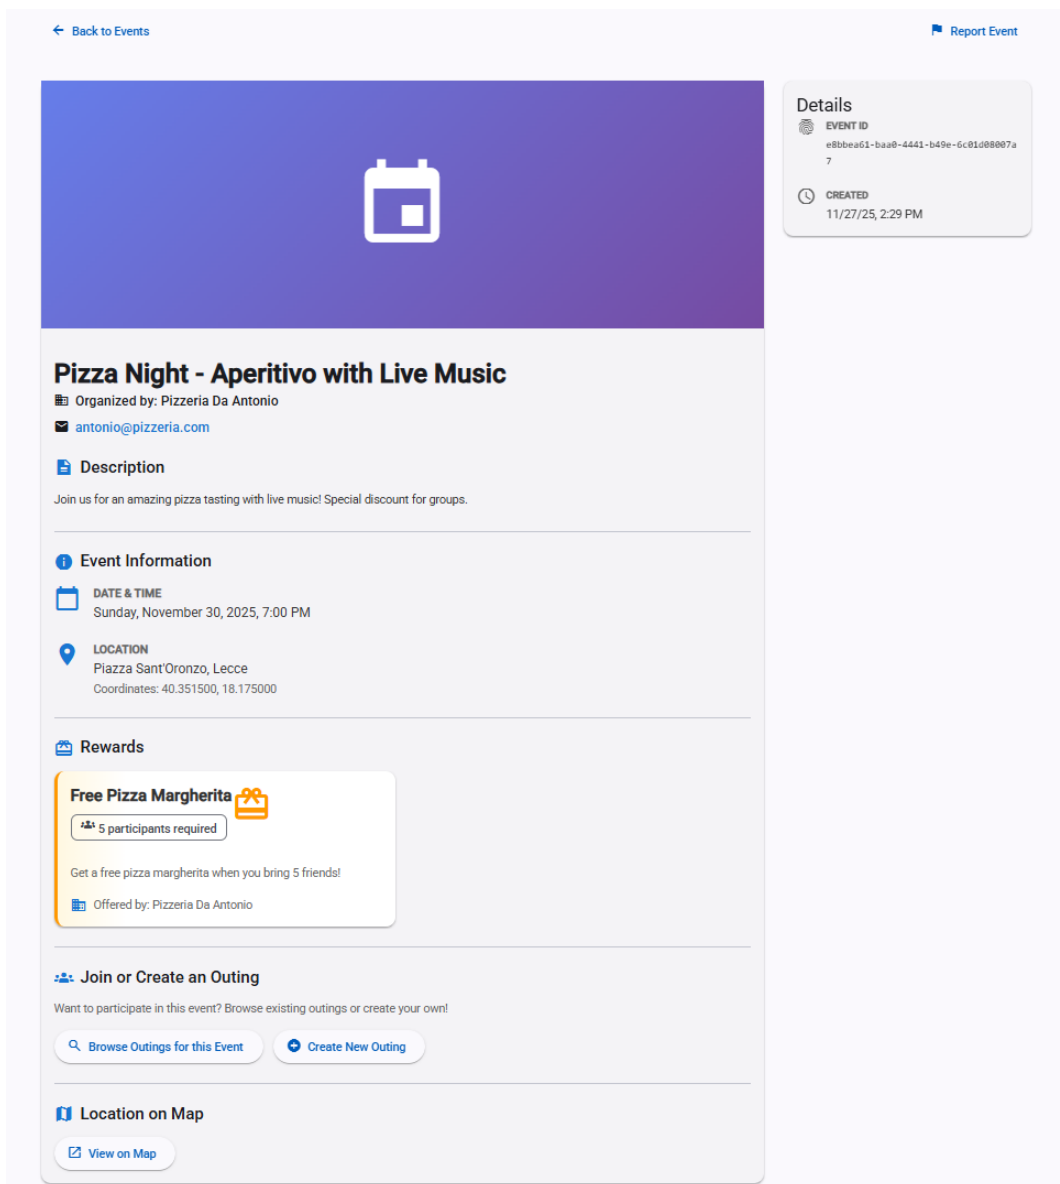 Back to Events
Report Event
Details
EVENT ID
e8bbea61-baa0-4441-b49e-6c01d08007a
7
CREATED
11/27/25, 2:29 PM
Pizza Night - Aperitivo with Live Music
Organized by: Pizzeria Da Antonio
antonio@pizzeria.com
Description
Join us for an amazing pizza tasting with live music! Special discount for groups.
Event Information
DATE & TIME
Sunday, November 30, 2025, 7:00 PM
LOCATION
Piazza Sant'Oronzo, Lecce
Coordinates: 40.351500, 18.175000
Rewards
Free Pizza Margherita
5 participants required
Get a free pizza margherita when you bring 5 friends!
Offered by: Pizzeria Da Antonio
Join or Create an Outing
Want to participate in this event? Browse existing outings or create your own!
Browse Outings for this Event
Create New Outing
Location on Map
View on Map